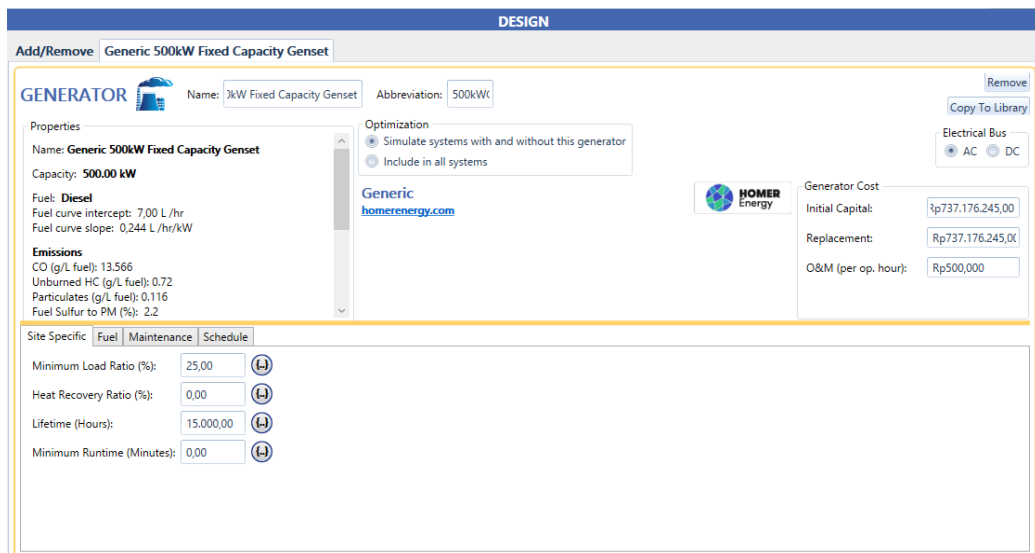 DESIGN
Add/Remove Generic 500kW Fixed Capacity Genset
Remove
GENERATOR Name: kW Fixed Capacity Genset Abbreviation: 500kW
Copy To Library
Properties
Optimization
Electrical Bus
Simulate systems with and without this generator
AC DC
Name: Generic 500kW Fixed Capacity Genset
Include in all systems
Capacity: 500.00 kW
Generic
homerenergy.com
HOMER
Energy
Generator Cost
Fuel: Diesel
Initial Capital: Rp737.176.245,00
Fuel curve intercept: 7,00 L/hr
Fuel curve slope: 0,244 L/hr/kW
Replacement: Rp737.176.245,0
Emissions
O&M (per op. hour): Rp500,000
CO (g/L fuel): 13.566
Unburned HC (g/L fuel): 0.72
Particulates (g/L fuel): 0.116
Fuel Sulfur to PM (%): 2.2
Site Specific Fuel Maintenance Schedule
Minimum Load Ratio (%): 25,00 {..}
Heat Recovery Ratio (%): 0,00 {..}
Lifetime (Hours): 15.000,00 {..}
Minimum Runtime (Minutes): 0,00 {..}